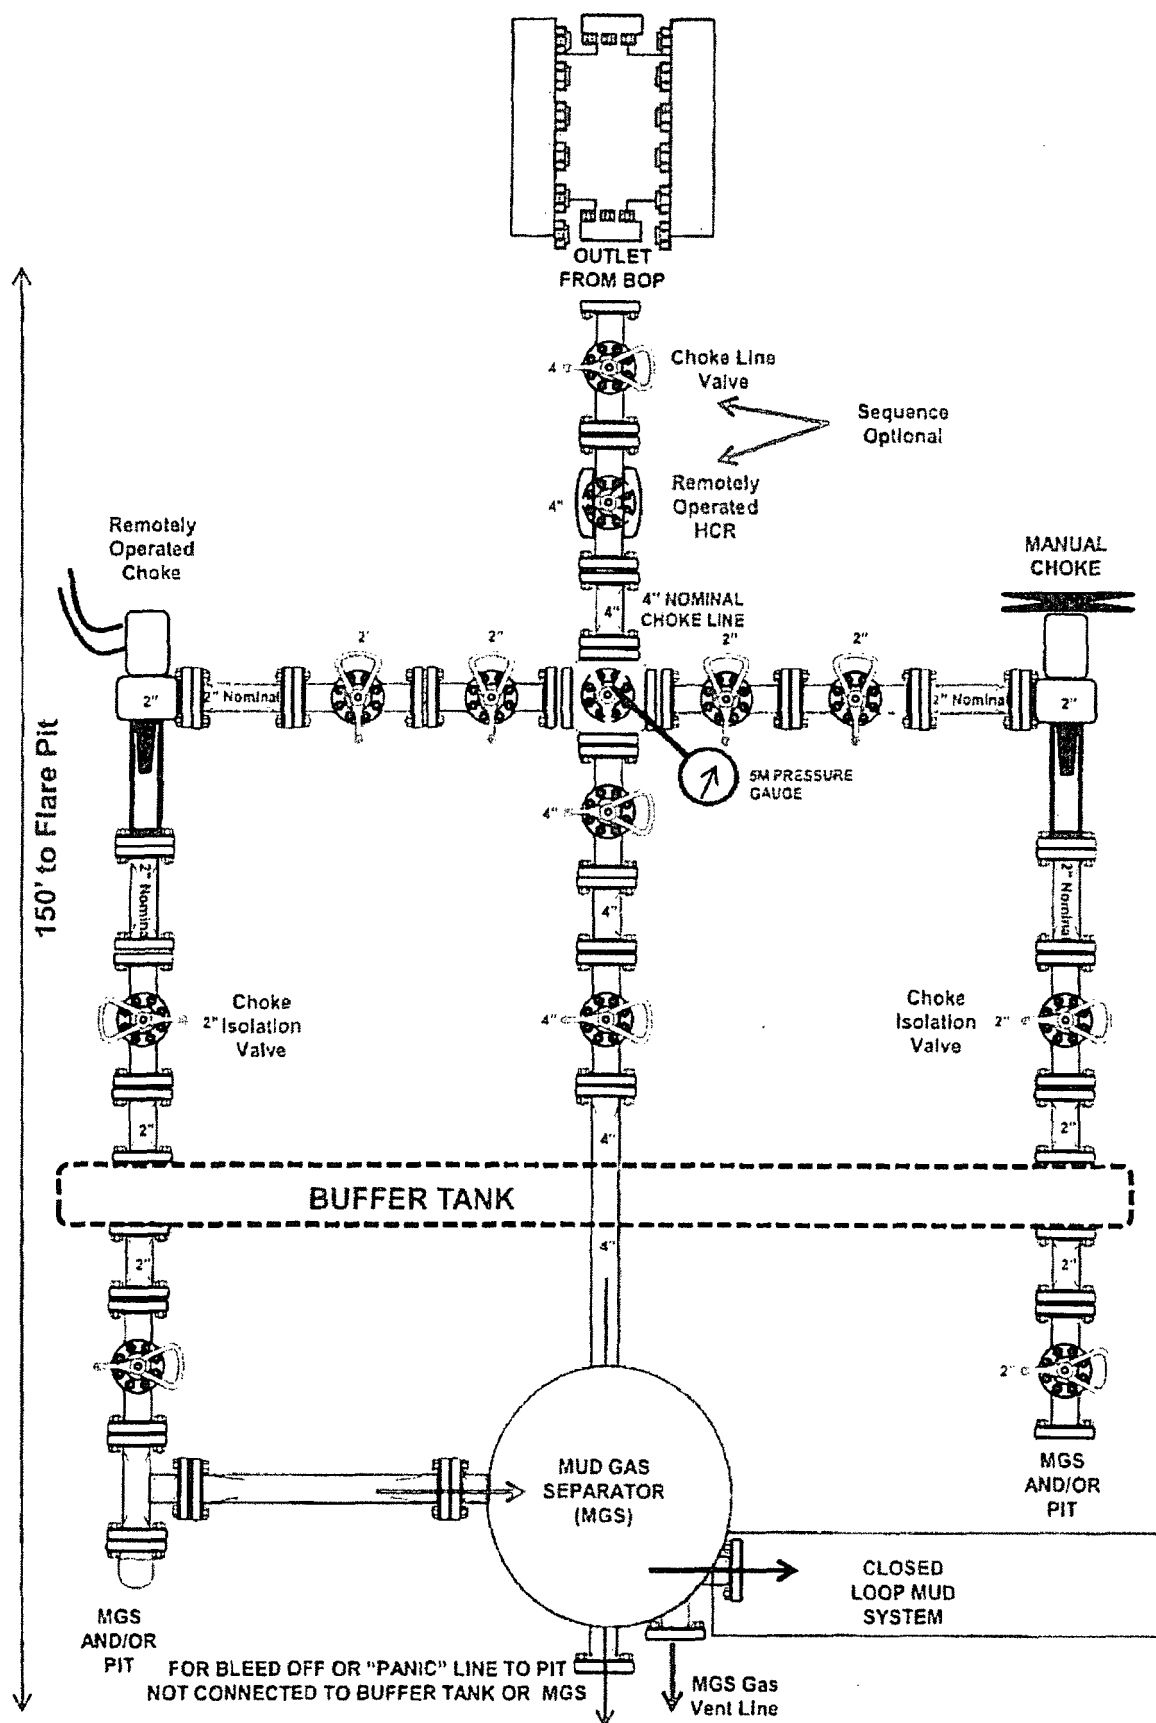 OUTLET
FROM BOP
4
Choke Line
Valve
Sequence
Optional
4"
Remotely
Operated
HCR
Remotely
Operated
Choke
MANUAL
CHOKE
4" NOMINAL
CHOKE LINE
4"
2'
2"
2"
2"
2"
2" Nominal
2" Nominal
2"
5M PRESSURE
GAUGE
4"
150' to Flare Pit
2" Nominal
4"
2" Nominal
Choke
2" Isolation
Valve
4"
Choke
Isolation
Valve
2"
2"
4"
2"
BUFFER TANK
2"
4"
2"
2"
MUD GAS
SEPARATOR
(MGS)
MGS
AND/OR
PIT
CLOSED
LOOP MUD
SYSTEM
MGS
AND/OR
PIT
FOR BLEED OFF OR "PANIC" LINE TO PIT
NOT CONNECTED TO BUFFER TANK OR MGS
MGS Gas
Vent Line